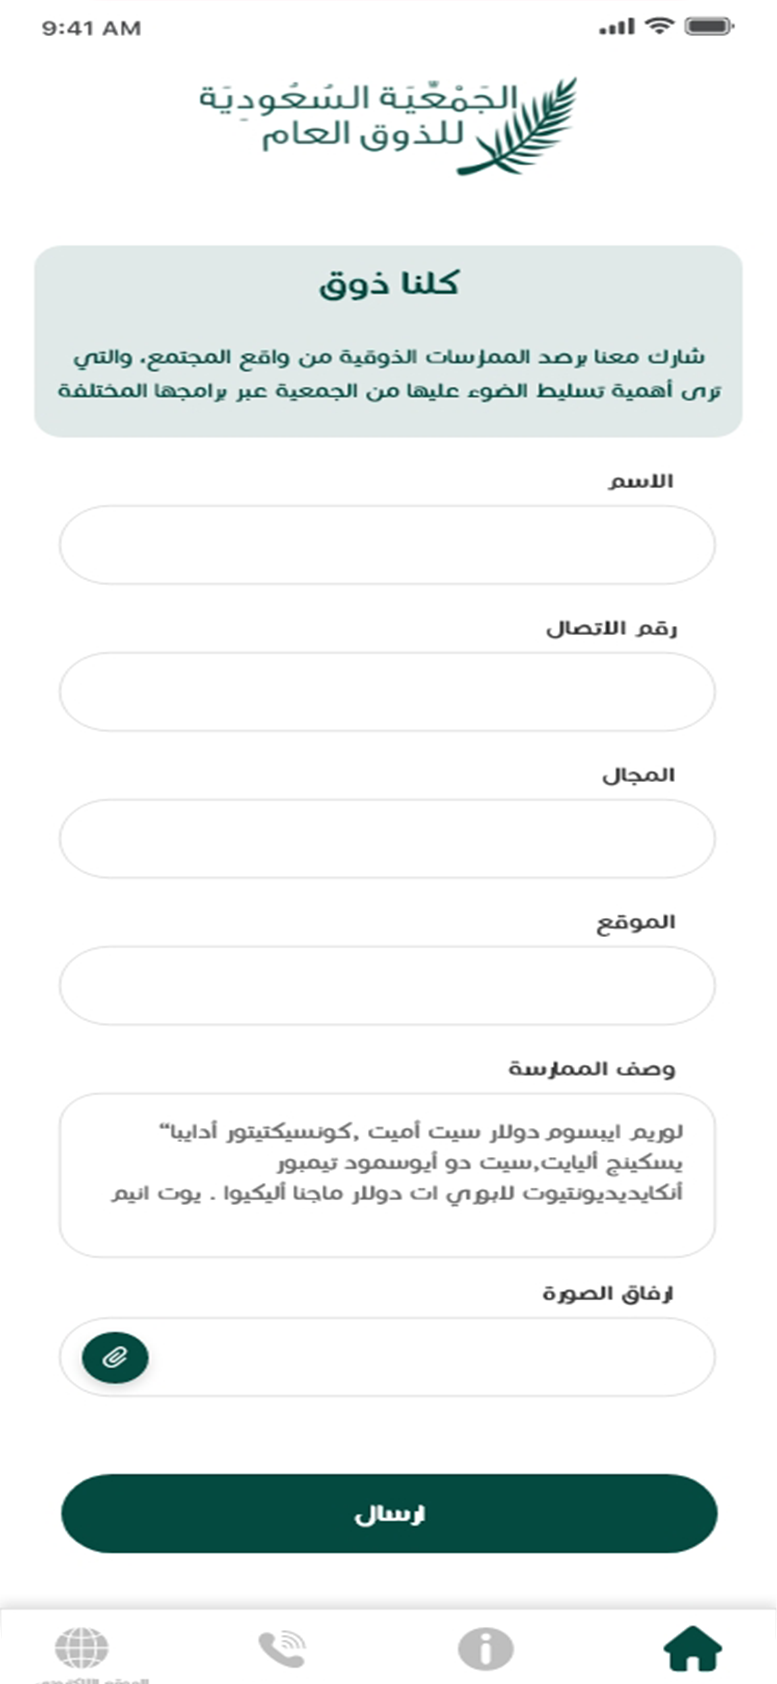 9:41 AM
الجَمْعِّيَة السُعُودِيَة
للذوق العام
كلنا ذوق
شارك معنا برصد الممارسات الذوقية من واقع المجتمع، والتي
ترى أهمية تسليط الضوء عليها من الجمعية عبر برامجها المختلفة
الاسم
رقم الاتصال
المجال
الموقع
وصف الممارسة
لوريم ايبسوم دوللار سيت أميت ,كونسيكتيتور أدايبا“
يسكينج أليايت,سيت دو أيوسمود تيمبور
أنكايديديونتيوت لابوري ات دوللار ماجنا أليكيوا . يوت انيم
ارفاق الصورة
ارسال